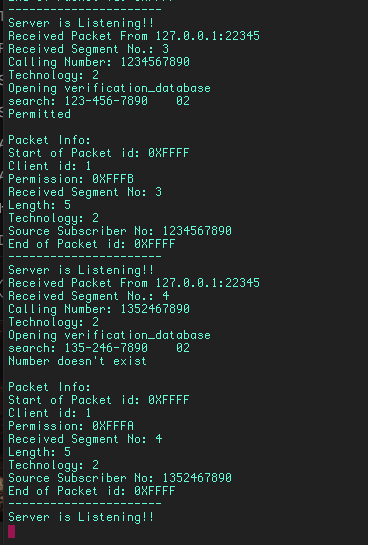 ---------------------
Server is Listening!!
Received Packet From 127.0.0.1:22345
Received Segment No.: 3
Calling Number: 1234567890
Technology: 2
Opening verification_database
search: 123-456-7890    02
Permitted
Packet Info:
Start of Packet id: 0XFFFF
Client id: 1
Permission: 0XFFFB
Received Segment No: 3
Length: 5
Technology: 2
Source Subscriber No: 1234567890
End of Packet id: 0XFFFF
---------------------
Server is Listening!!
Received Packet From 127.0.0.1:22345
Received Segment No.: 4
Calling Number: 1352467890
Technology: 2
Opening verification_database
search: 135-246-7890    02
Number doesn't exist
Packet Info:
Start of Packet id: 0XFFFF
Client id: 1
Permission: 0XFFFA
Received Segment No: 4
Length: 5
Technology: 2
Source Subscriber No: 1352467890
End of Packet id: 0XFFFF
---------------------
Server is Listening!!